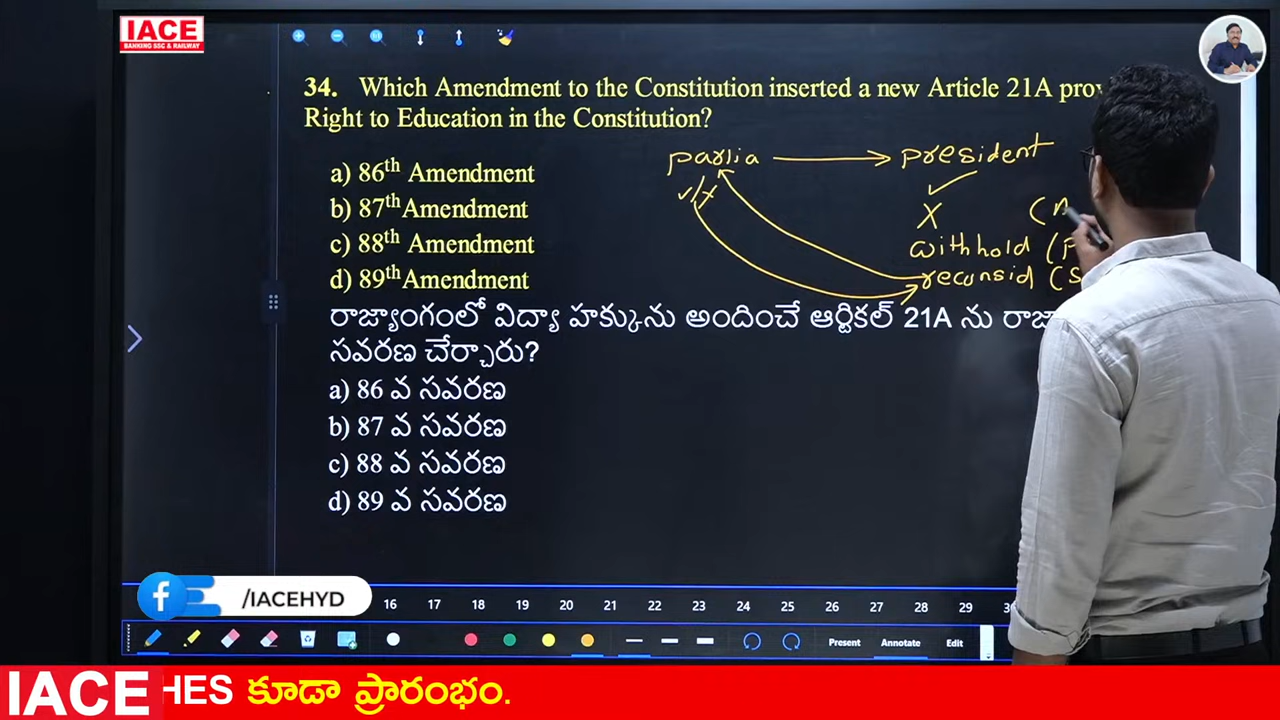 IACE
BANKING SSC & RAILWAY
34. Which Amendment to the Constitution inserted a new Article 21A
Right to Education in the Constitution?
a) 86th Amendment
b) 87th Amendment
c) 88th Amendment
d) 89th Amendment
parlia president
X
withhold
reconsid
రాజ్యాంగంలో విద్యా హక్కును అందించే ఆర్టికల్ 21A ను
సవరణ చేర్చారు?
a) 86 వ సవరణ
b) 87 వ సవరణ
c) 88 వ సవరణ
d) 89 వ సవరణ
/IACEHYD
16 17 18 19 20 21 22 23 24 25 26 27 28 29
Present Annotate Edit
IACE HES కూడా ప్రారంభం.